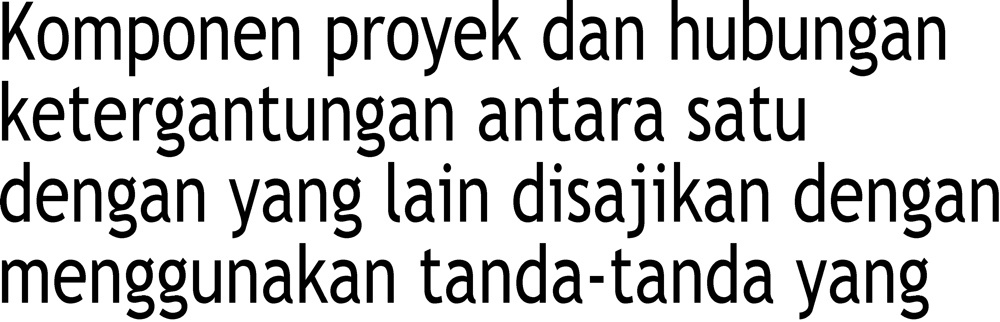 Komponen proyek dan hubungan
ketergantungan antara satu
dengan yang lain disajikan dengan
menggunakan tanda-tanda yang